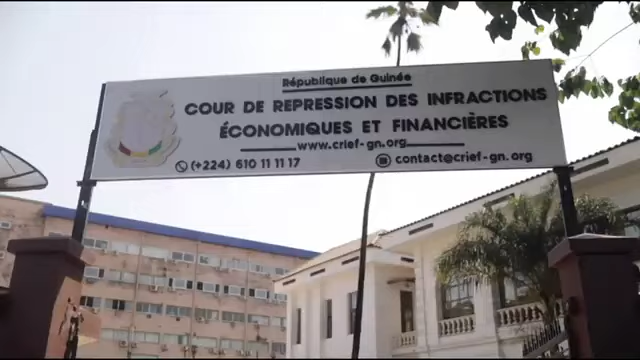 République de Guinée
COUR DE REPRESSION DES INFRACTIONS
ÉCONOMIQUES ET FINANCIÈRES
www.crief-gn.org
(+224) 610 11 11 17 contact@crief-gn.org